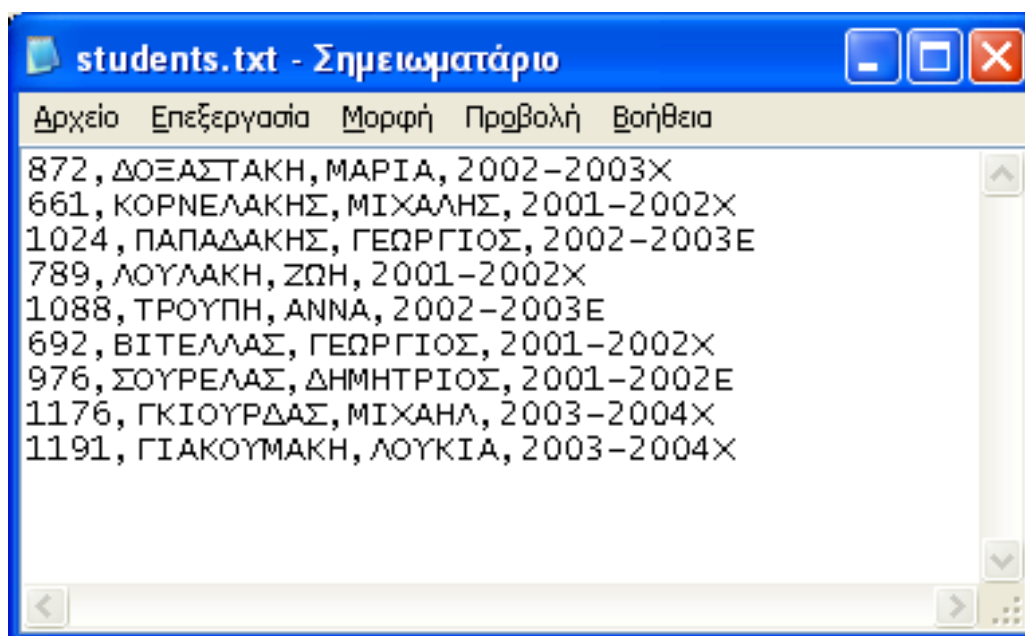 students.txt - Σημειωματάριο
Αρχείο Επεξεργασία Μορφή Προβολή Βοήθεια
872,ΔΟΞΑΣΤΑΚΗ,ΜΑΡΙΑ,2002-2003Χ
661,ΚΟΡΝΕΛΑΚΗΣ,ΜΙΧΑΛΗΣ,2001-2002Χ
1024,ΠΑΠΑΔΑΚΗΣ,ΓΕΩΡΓΙΟΣ,2002-2003Ε
789,ΛΟΥΛΑΚΗ,ΖΩΗ,2001-2002Χ
1088,ΤΡΟΥΠΗ,ΑΝΝΑ,2002-2003Ε
692,ΒΙΤΕΛΛΑΣ,ΓΕΩΡΓΙΟΣ,2001-2002Χ
976,ΣΟΥΡΕΛΑΣ,ΔΗΜΗΤΡΙΟΣ,2001-2002Ε
1176,ΓΚΙΟΥΡΔΑΣ,ΜΙΧΑΗΛ,2003-2004Χ
1191,ΓΙΑΚΟΥΜΑΚΗ,ΛΟΥΚΙΑ,2003-2004Χ